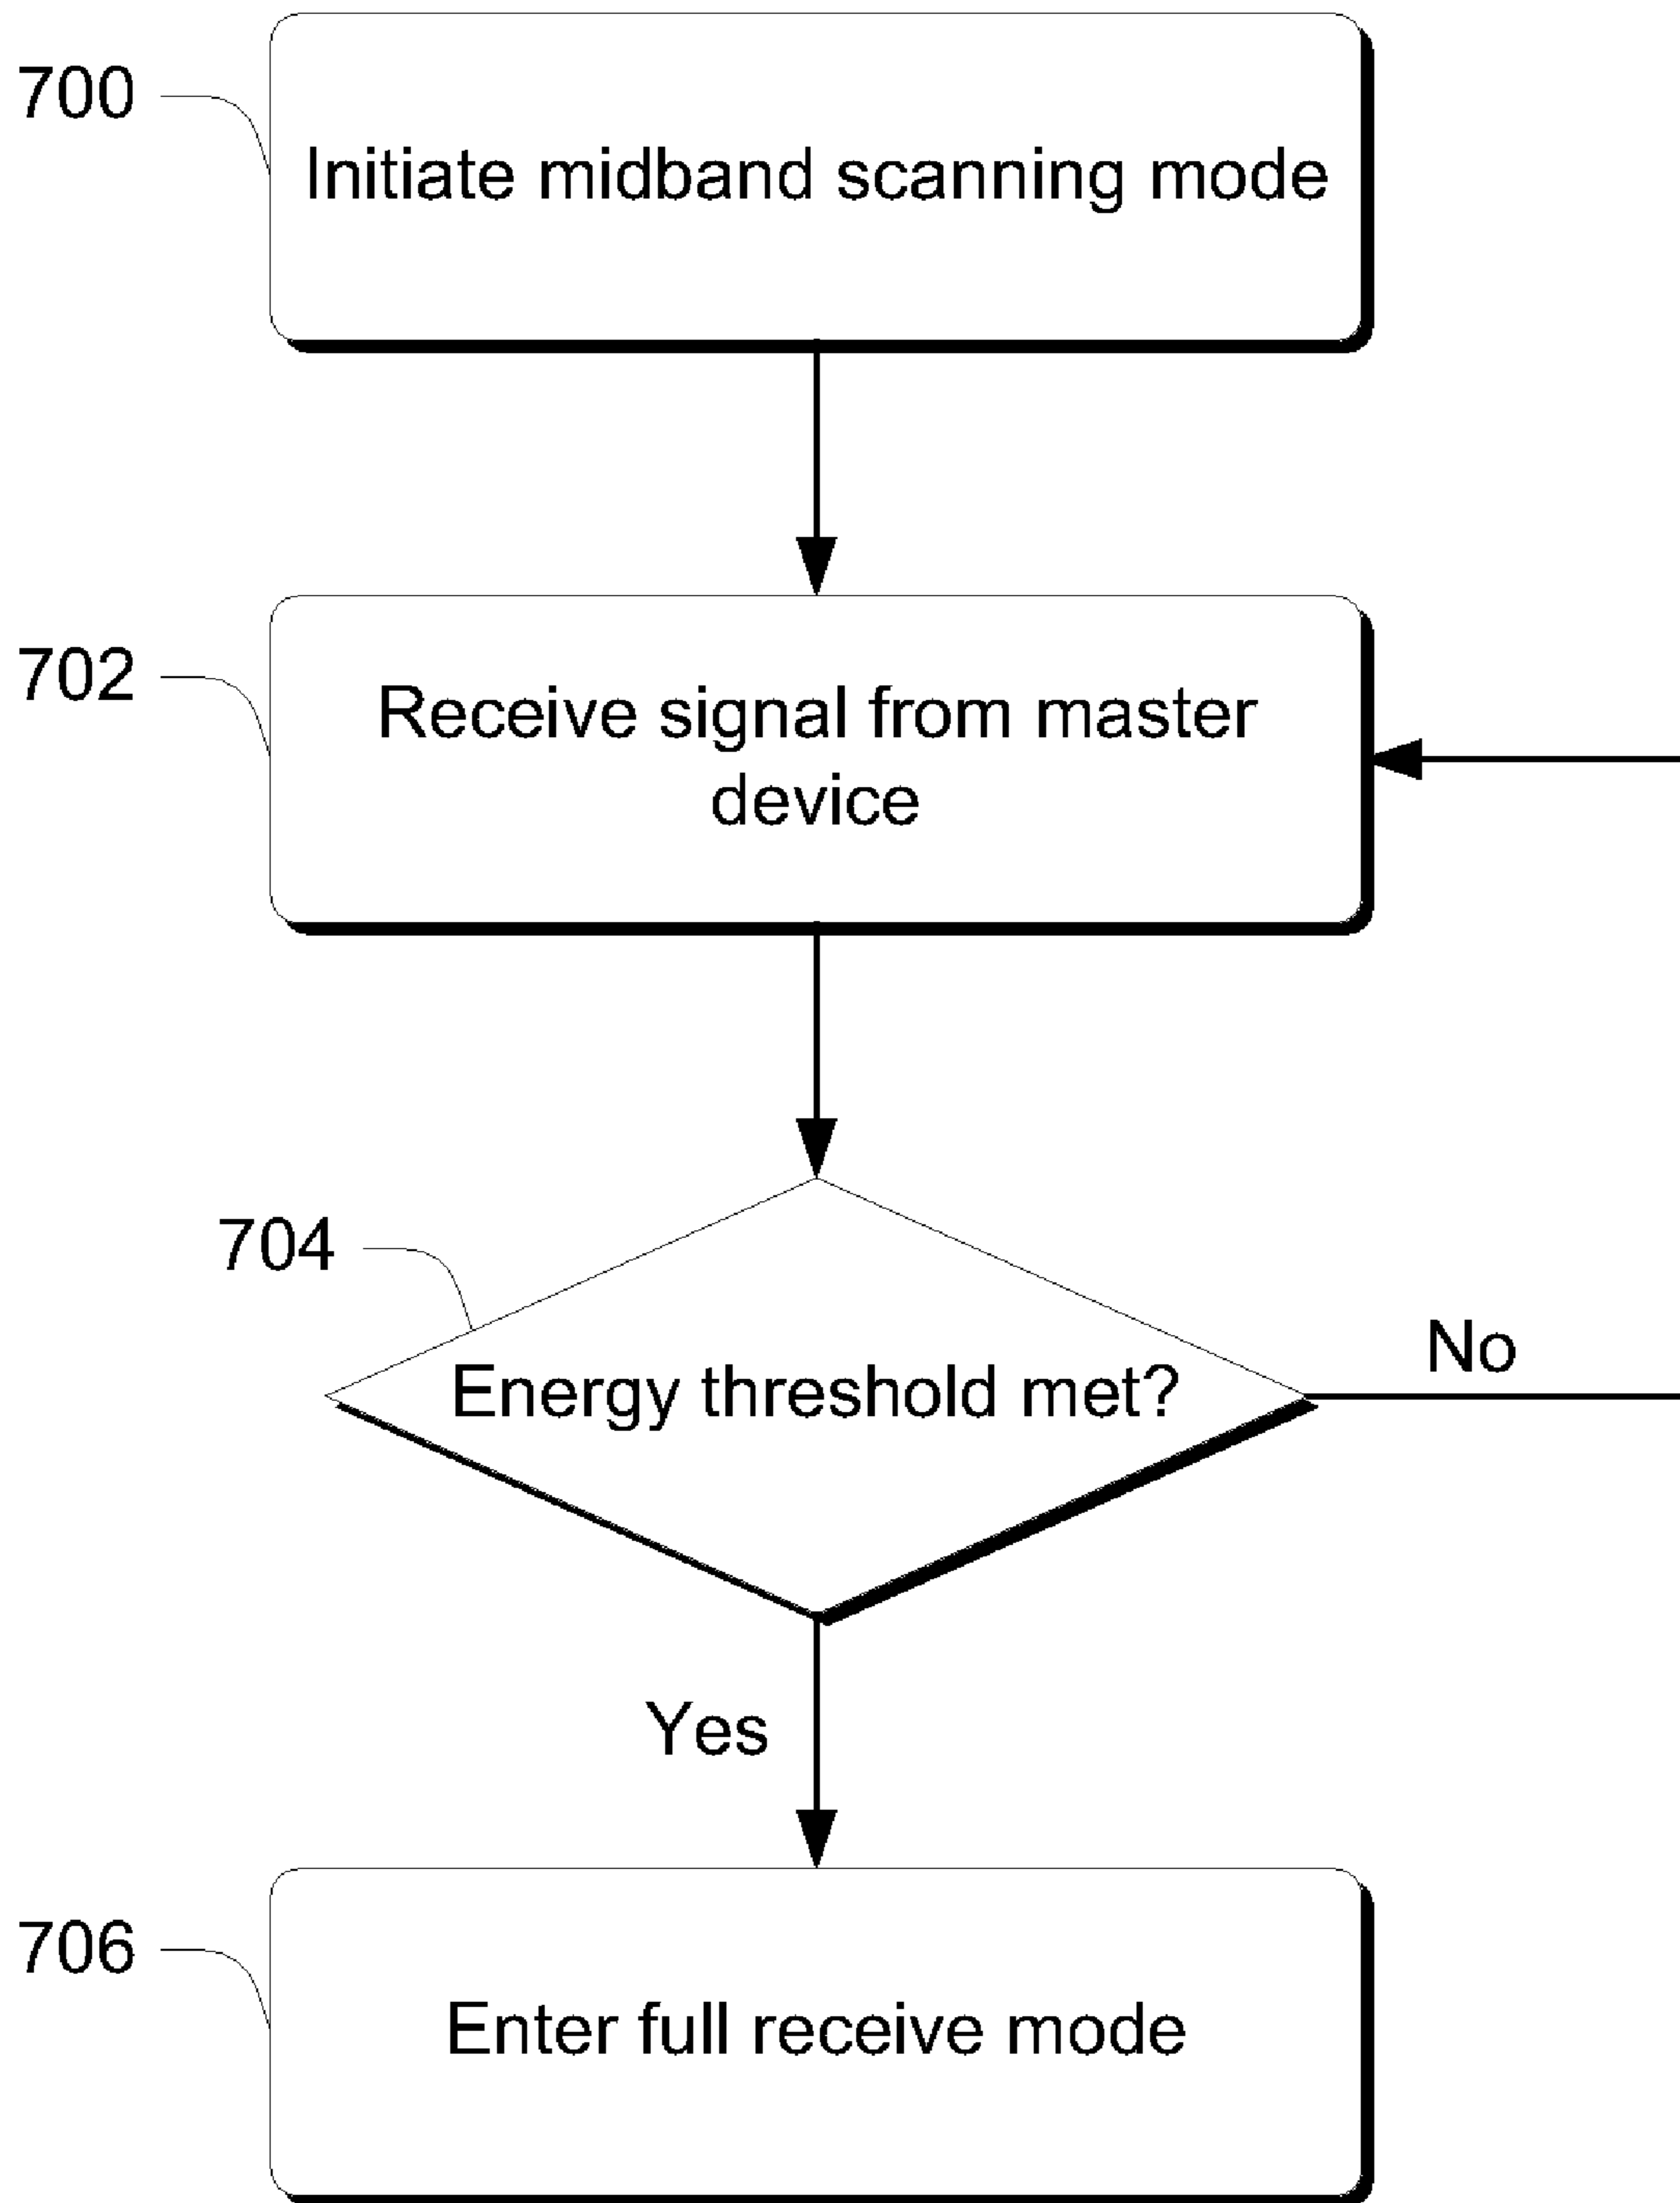 700
Initiate midband scanning mode
702
Receive signal from master
device
704
Energy threshold met?
No
Yes
706
Enter full receive mode